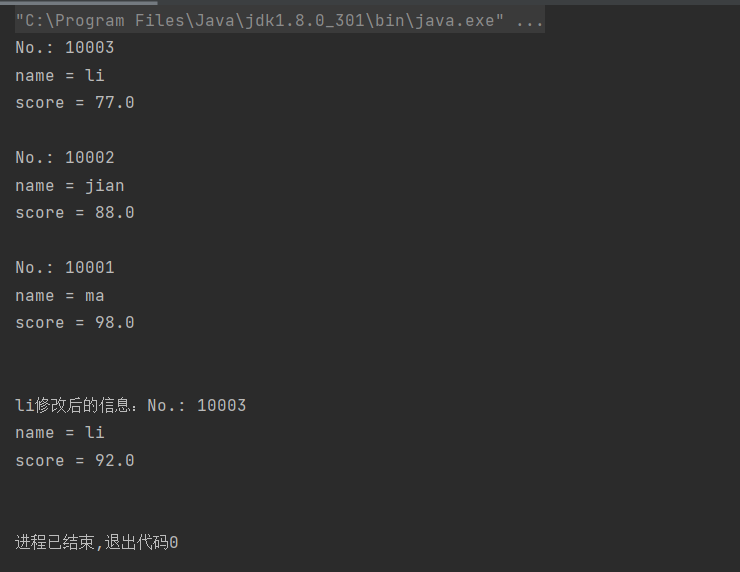 "C:\Program Files\Java\jdk1.8.0_301\bin\java.exe" ...
No.: 10003
name = li
score = 77.0
No.: 10002
name = jian
score = 88.0
No.: 10001
name = ma
score = 98.0
li修改后的信息：No.: 10003
name = li
score = 92.0
进程已结束,退出代码0